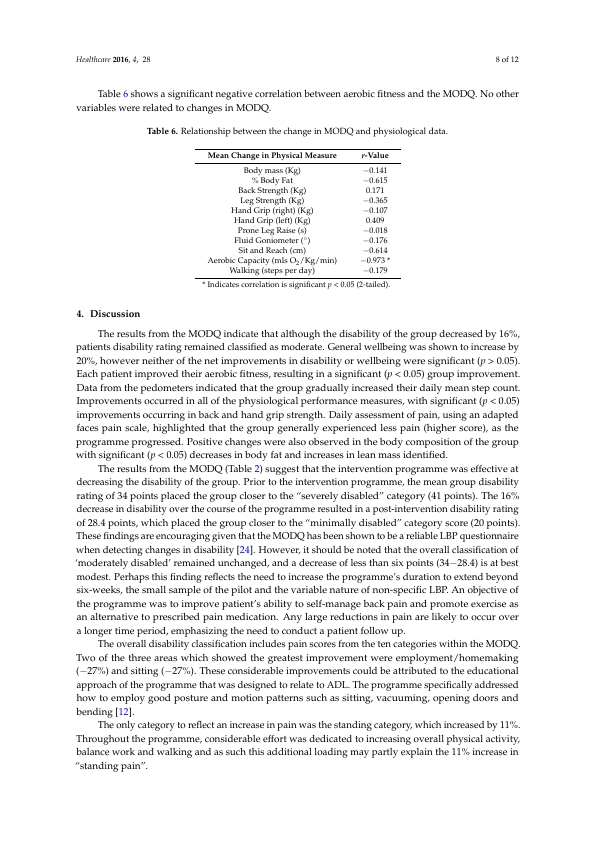 Healthcare 2016, 4, 28 8 of 12
Table 6 shows a significant negative correlation between aerobic fitness and the MODQ. No other
variables were related to changes in MODQ.
Table 6. Relationship between the change in MODQ and physiological data.
Mean Change in Physical Measure r-Value
Body mass (Kg) −0.141
% Body Fat −0.615
Back Strength (Kg) 0.171
Leg Strength (Kg) −0.365
Hand Grip (right) (Kg) −0.107
Hand Grip (left) (Kg) 0.409
Prone Leg Raise (s) −0.018
Fluid Goniometer (°) −0.176
Sit and Reach (cm) −0.614
Aerobic Capacity (mls O2/Kg/min) −0.973 *
Walking (steps per day) −0.179
* Indicates correlation is significant p < 0.05 (2-tailed).
4. Discussion
The results from the MODQ indicate that although the disability of the group decreased by 16%,
patients disability rating remained classified as moderate. General wellbeing was shown to increase by
20%, however neither of the net improvements in disability or wellbeing were significant (p > 0.05).
Each patient improved their aerobic fitness, resulting in a significant (p < 0.05) group improvement.
Data from the pedometers indicated that the group gradually increased their daily mean step count.
Improvements occurred in all of the physiological performance measures, with significant (p < 0.05)
improvements occurring in back and hand grip strength. Daily assessment of pain, using an adapted
faces pain scale, highlighted that the group generally experienced less pain (higher score), as the
programme progressed. Positive changes were also observed in the body composition of the group
with significant (p < 0.05) decreases in body fat and increases in lean mass identified.
The results from the MODQ (Table 2) suggest that the intervention programme was effective at
decreasing the disability of the group. Prior to the intervention programme, the mean group disability
rating of 34 points placed the group closer to the “severely disabled” category (41 points). The 16%
decrease in disability over the course of the programme resulted in a post-intervention disability rating
of 28.4 points, which placed the group closer to the “minimally disabled” category score (20 points).
These findings are encouraging given that the MODQ has been shown to be a reliable LBP questionnaire
when detecting changes in disability [24]. However, it should be noted that the overall classification of
‘moderately disabled’ remained unchanged, and a decrease of less than six points (34−28.4) is at best
modest. Perhaps this finding reflects the need to increase the programme’s duration to extend beyond
six-weeks, the small sample of the pilot and the variable nature of non-specific LBP. An objective of
the programme was to improve patient’s ability to self-manage back pain and promote exercise as
an alternative to prescribed pain medication. Any large reductions in pain are likely to occur over
a longer time period, emphasizing the need to conduct a patient follow up.
The overall disability classification includes pain scores from the ten categories within the MODQ.
Two of the three areas which showed the greatest improvement were employment/homemaking
(−27%) and sitting (−27%). These considerable improvements could be attributed to the educational
approach of the programme that was designed to relate to ADL. The programme specifically addressed
how to employ good posture and motion patterns such as sitting, vacuuming, opening doors and
bending [12].
The only category to reflect an increase in pain was the standing category, which increased by 11%.
Throughout the programme, considerable effort was dedicated to increasing overall physical activity,
balance work and walking and as such this additional loading may partly explain the 11% increase in
“standing pain”.